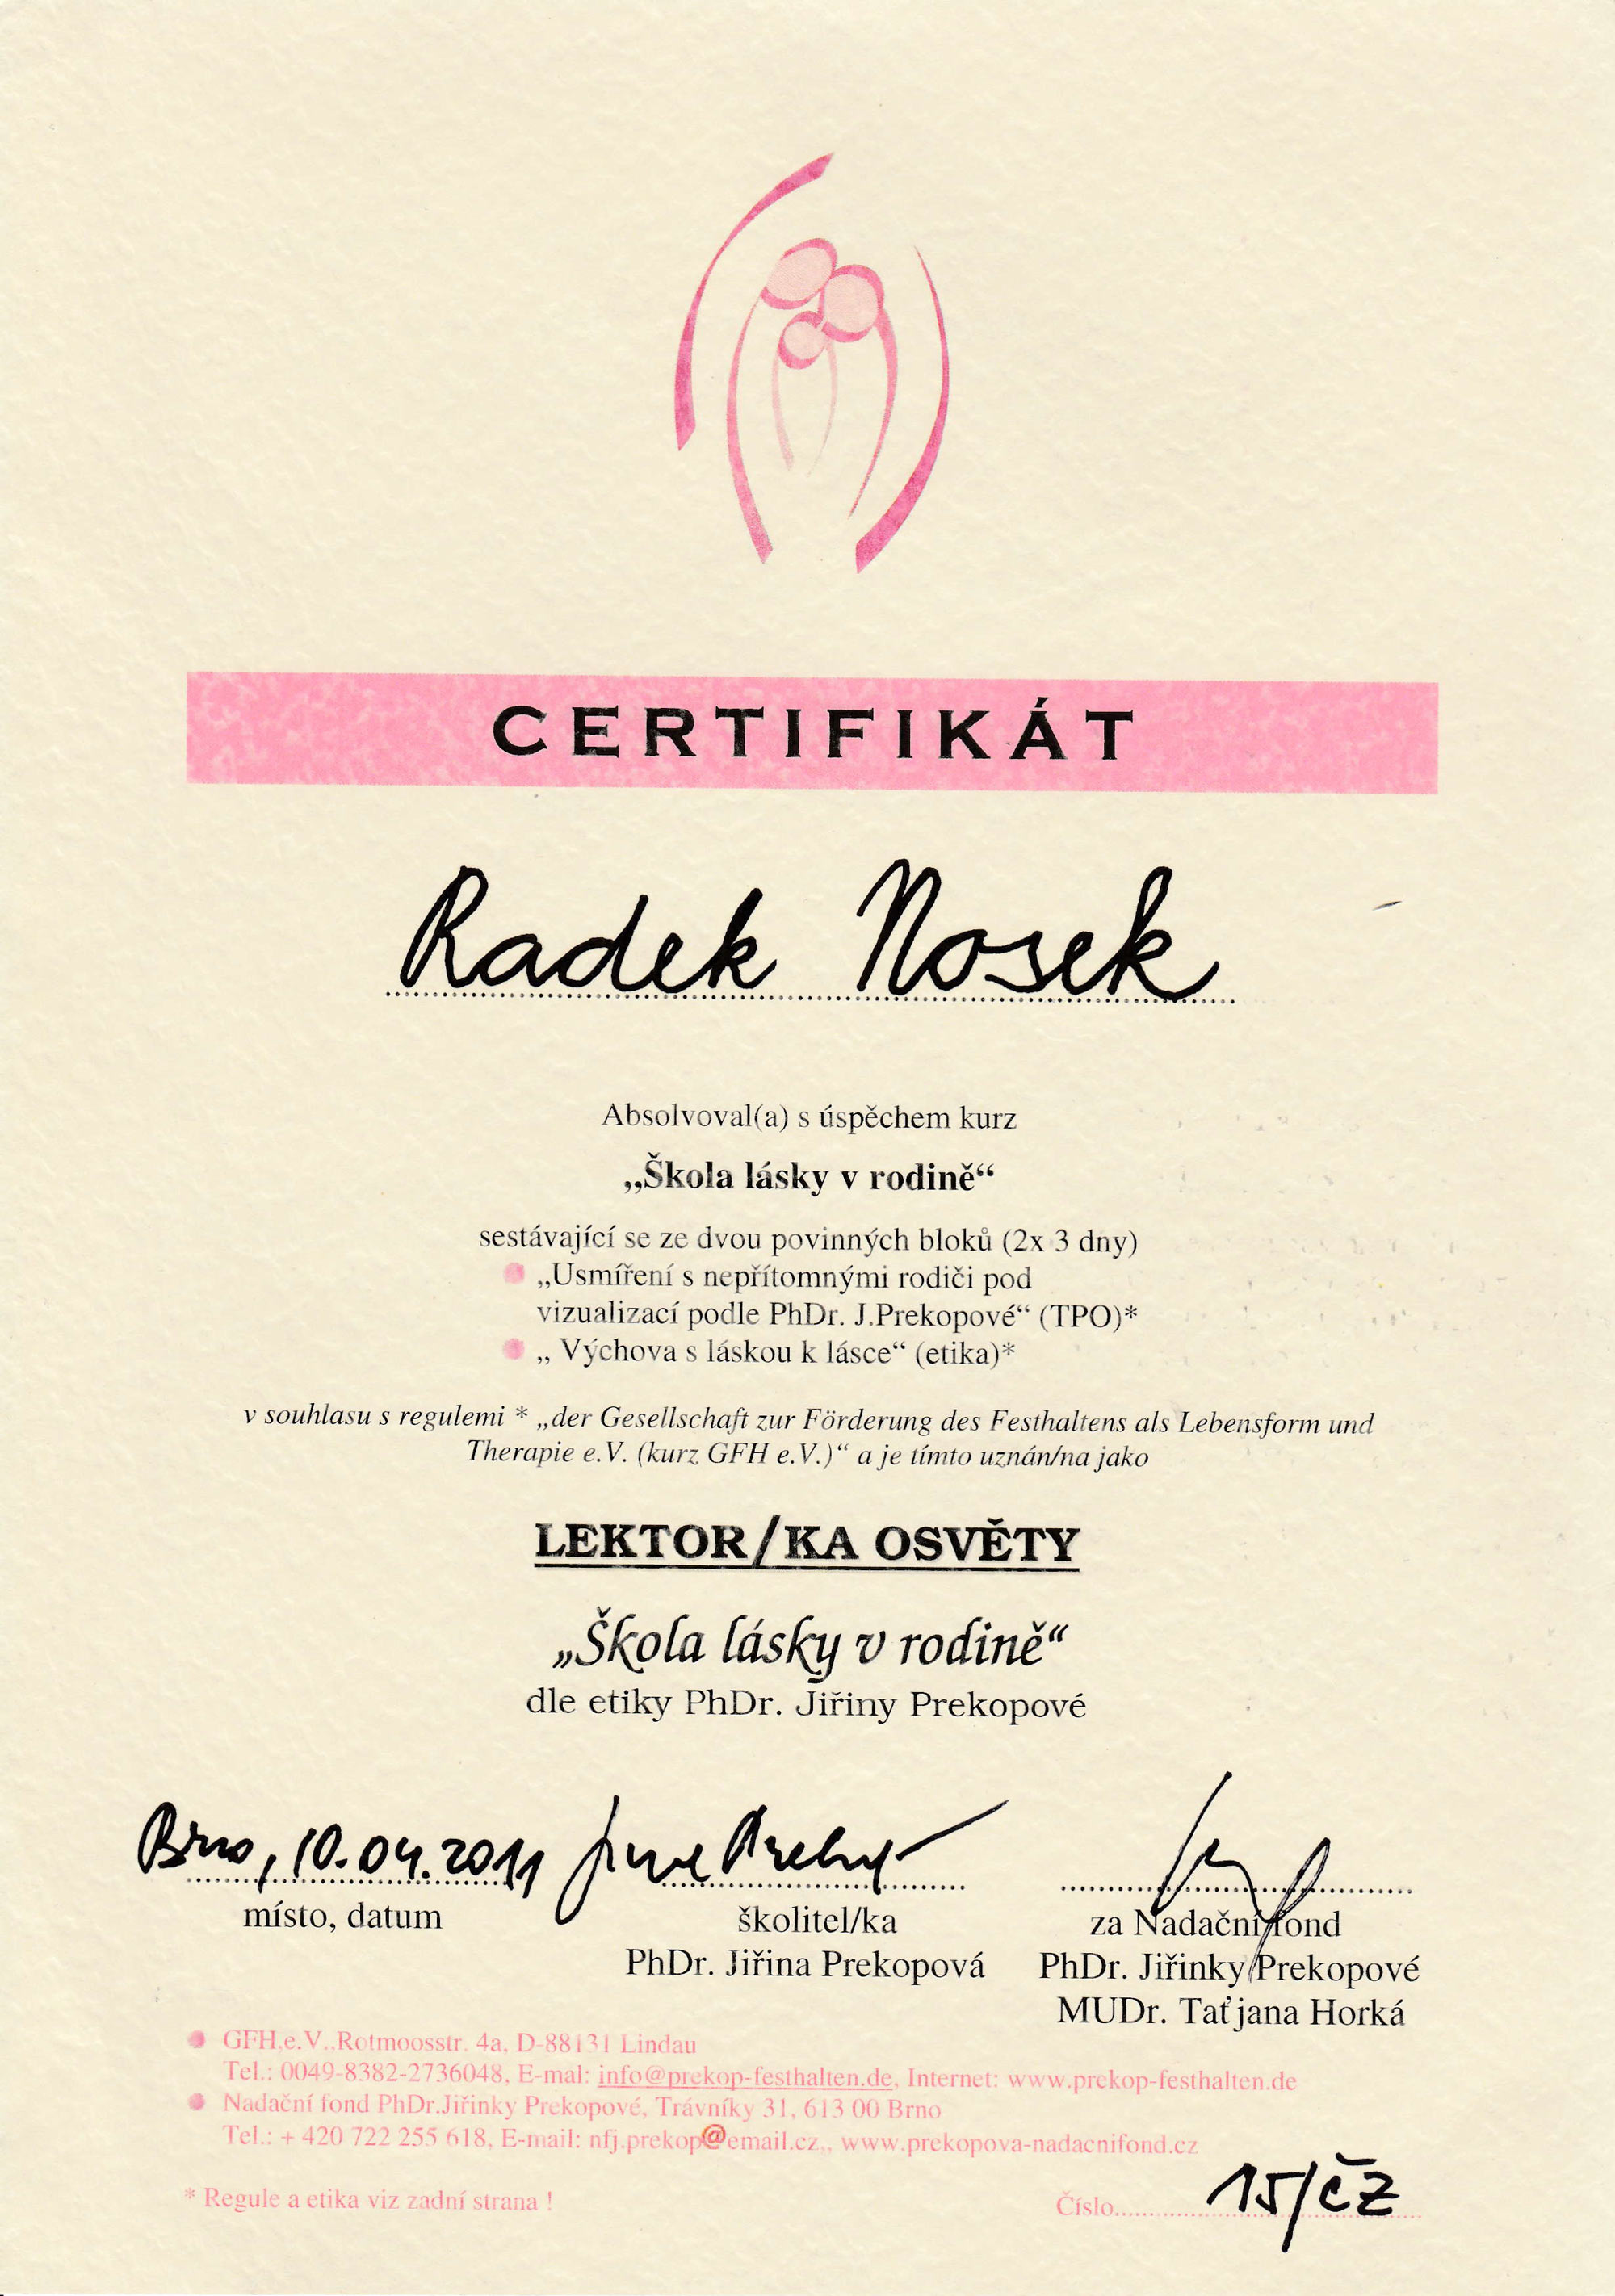 CERTIFIKÁT
Radek Nosek
Absolvoval(a) s úspěchem kurz
„Škola lásky v rodině“
sestávající se ze dvou povinných bloků (2x 3 dny)
„Usmíření s nepřítomnými rodiči pod
vizualizací podle PhDr. J.Prekopové“ (TPO)*
„ Výchova s láskou k lásce“ (etika)*
v souhlasu s regulemi * „der Gesellschaft zur Förderung des Festhaltens als Lebensform und
Therapie e.V. (kurz GFH e.V.)“ a je tímto uznán/na jako
LEKTOR/KA OSVĚTY
„Škola lásky v rodině“
dle etiky PhDr. Jiřiny Prekopové
Brno, 10.04.2011
místo, datum
školitel/ka
PhDr. Jiřina Prekopová
za Nadační fond
PhDr. Jiřinky Prekopové
MUDr. Taťjana Horká
GFH.e.V..Rotmoosstr. 4a, D-88131 Lindau
Tel.: 0049-8382-2736048, E-mal: info@prekop-festhalten.de, Internet: www.prekop-festhalten.de
Nadační fond PhDr.Jiřinky Prekopové, Trávníky 31, 613 00 Brno
Tel.: + 420 722 255 618, E-mail: nfj.prekop@email.cz,, www.prekopova-nadacnifond.cz
* Regule a etika viz zadní strana !
Číslo 15/čz